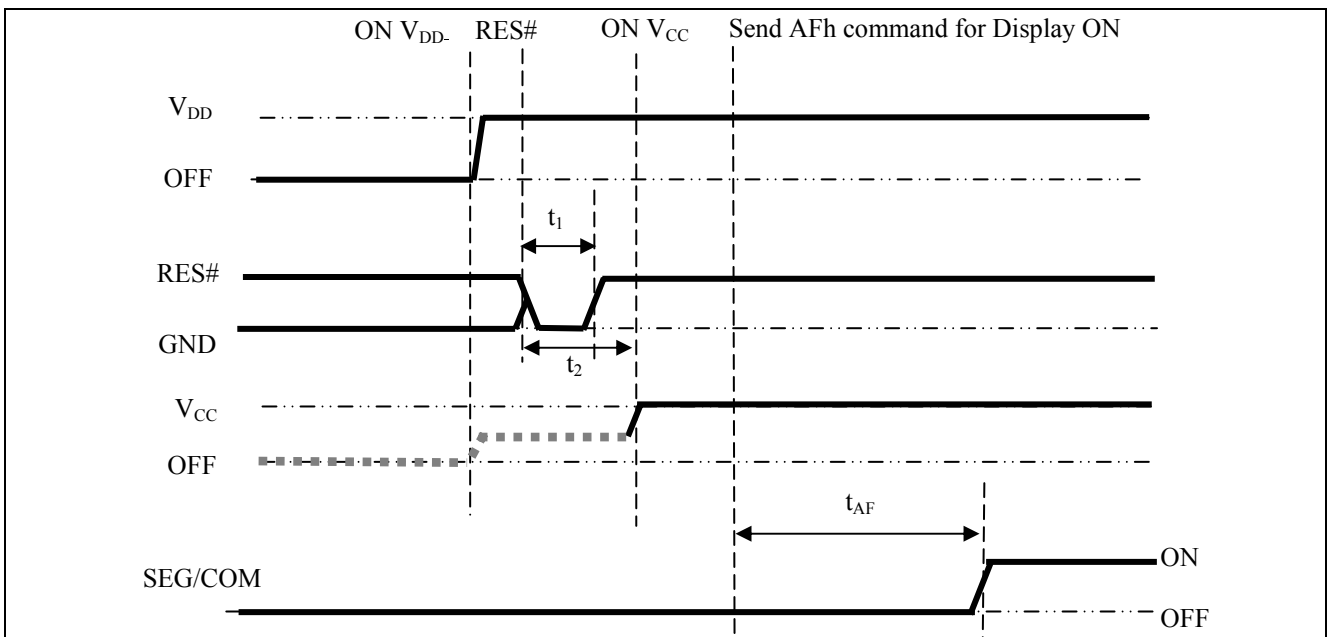 ON VDD- RES# ON VCC Send AFh command for Display ON
VDD
OFF
t1
RES#
GND
t2
VCC
OFF
tAF
ON
SEG/COM
OFF